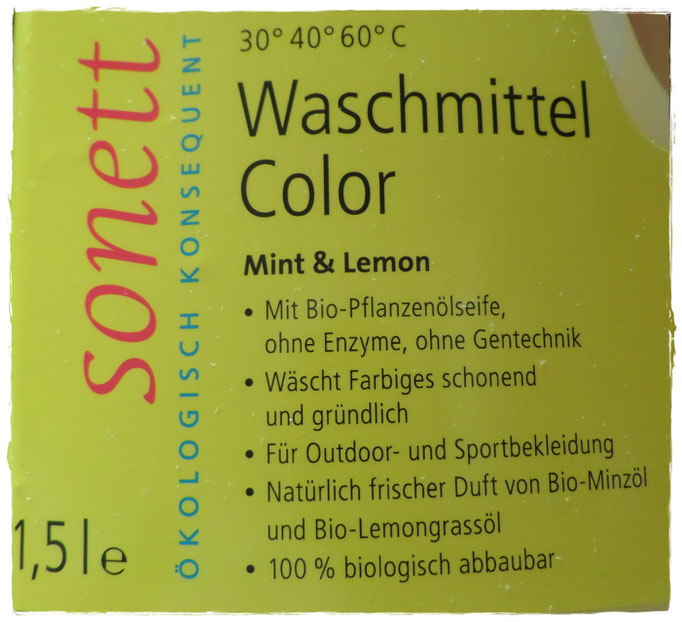 sonett
ÖKOLOGISCH KONSEQUENT
30° 40° 60° C
Waschmittel
Color
Mint & Lemon
• Mit Bio-Pflanzenölseife,
ohne Enzyme, ohne Gentechnik
• Wäscht Farbiges schonend
und gründlich
• Für Outdoor- und Sportbekleidung
• Natürlich frischer Duft von Bio-Minzöl
und Bio-Lemongrassöl
• 100 % biologisch abbaubar
1,5 l e